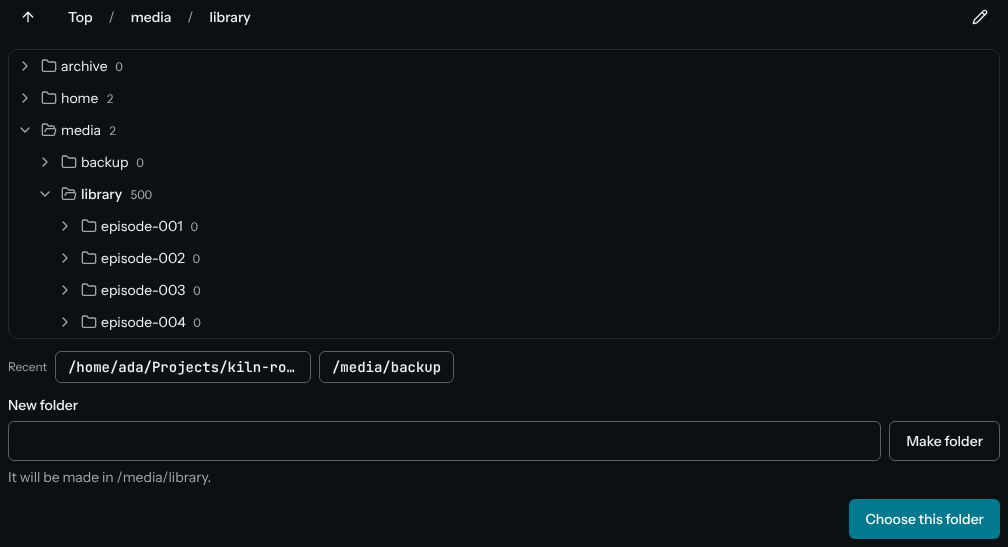 Top / media / library
archive 0
home 2
media 2
backup 0
library 500
episode-001 0
episode-002 0
episode-003 0
episode-004 0
Recent /home/ada/Projects/kiln-ro… /media/backup
New folder
Make folder
It will be made in /media/library.
Choose this folder